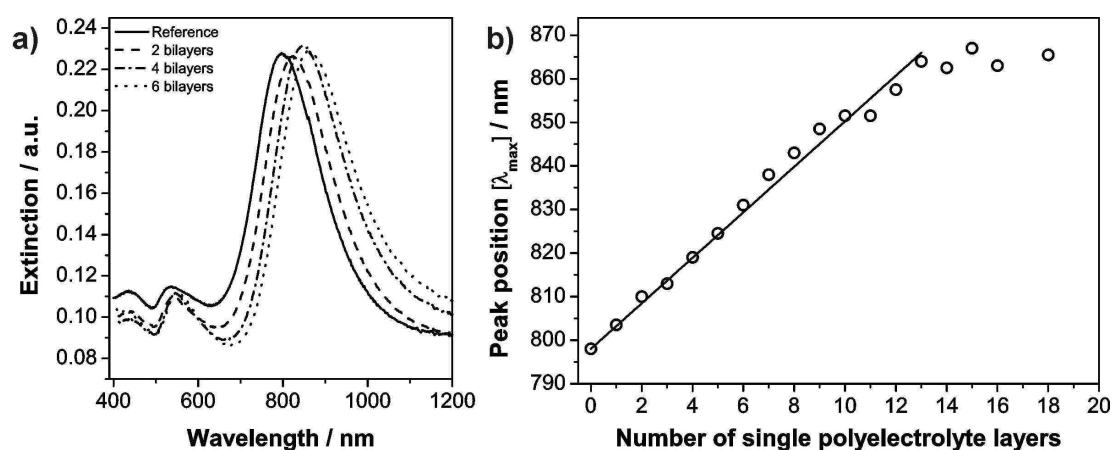 a)
Reference
2 bilayers
4 bilayers
6 bilayers
0.24
0.22
0.20
0.18
0.16
0.14
0.12
0.10
0.08
Extinction / a.u.
400 600 800 1000 1200
Wavelength / nm
b)
870
860
850
840
830
820
810
800
790
Peak position [λmax] / nm
0 2 4 6 8 10 12 14 16 18 20
Number of single polyelectrolyte layers